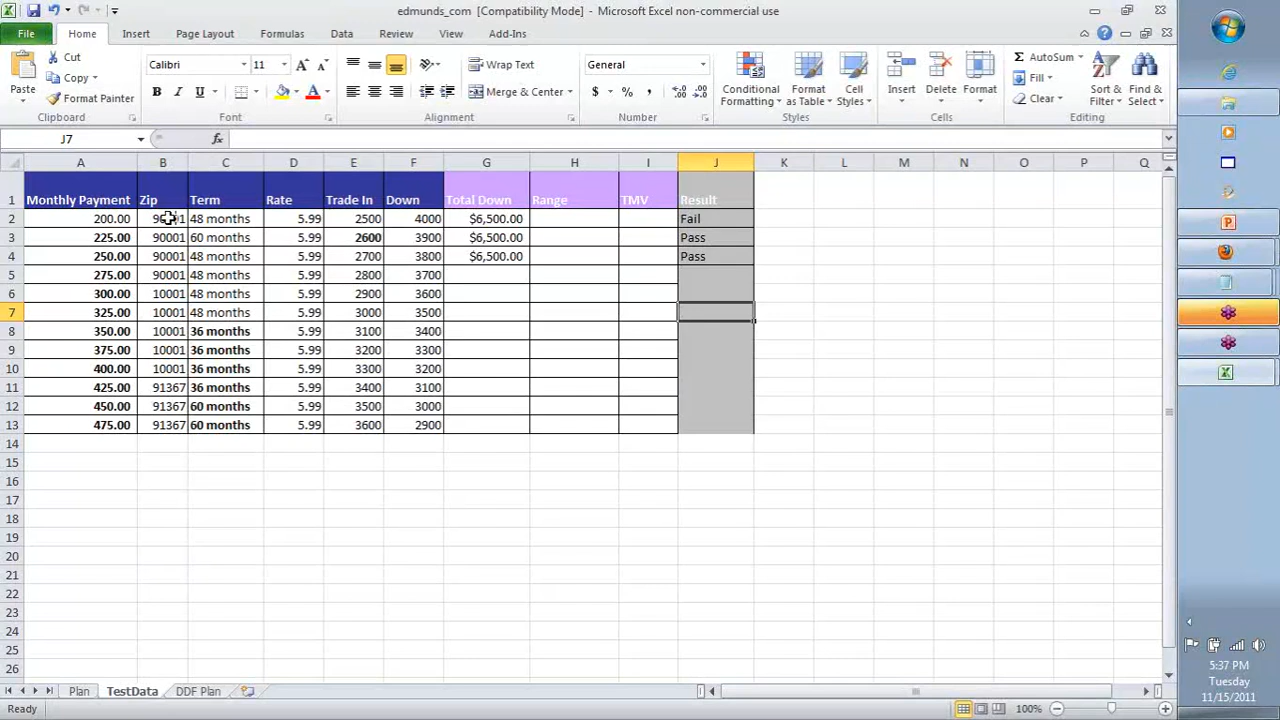 edmunds_com [Compatibility Mode] - Microsoft Excel non-commercial use
File Home Insert Page Layout Formulas Data Review View Add-Ins
Paste Cut Calibri 11 Wrap Text General Conditional Formatting Format as Table Cell Styles Insert Delete Format AutoSum Sort & Filter Find & Select
Copy Fill
Format Painter B I U A Merge & Center $ % , Clear
Clipboard Font Alignment Number Styles Cells Editing
J7 fx
A B C D E F G H I J K L M N O P Q
1 Monthly Payment Zip Term Rate Trade In Down Total Down Range TMV Result
2 200.00 48 months 5.99 2500 4000 $6,500.00 Fail
3 225.00 90001 60 months 5.99 2600 3900 $6,500.00 Pass
4 250.00 90001 48 months 5.99 2700 3800 $6,500.00 Pass
5 275.00 90001 48 months 5.99 2800 3700
6 300.00 10001 48 months 5.99 2900 3600
7 325.00 10001 48 months 5.99 3000 3500
8 350.00 10001 36 months 5.99 3100 3400
9 375.00 10001 36 months 5.99 3200 3300
10 400.00 10001 36 months 5.99 3300 3200
11 425.00 91367 36 months 5.99 3400 3100
12 450.00 91367 60 months 5.99 3500 3000
13 475.00 91367 60 months 5.99 3600 2900
14
15
16
17
18
19
20
21
22
23
24
25
26
Plan TestData DDF Plan
Ready 100%
5:37 PM
Tuesday
11/15/2011